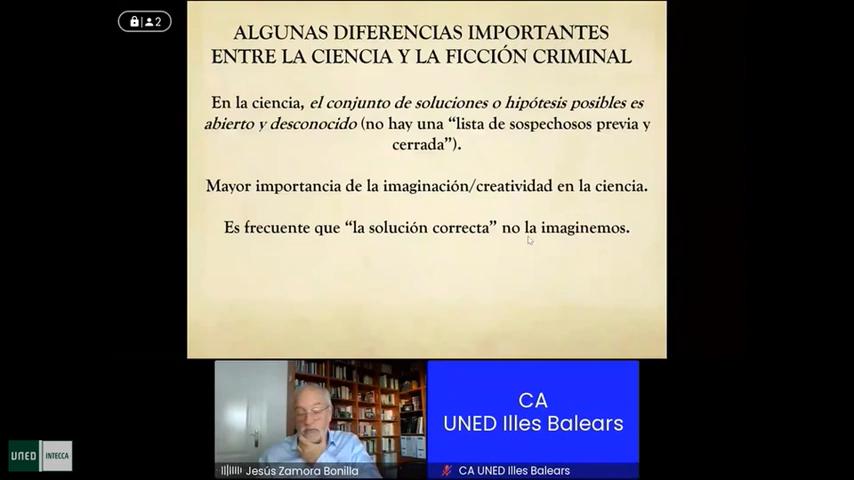 2
ALGUNAS DIFERENCIAS IMPORTANTES
ENTRE LA CIENCIA Y LA FICCIÓN CRIMINAL
En la ciencia, el conjunto de soluciones o hipótesis posibles es
abierto y desconocido (no hay una “lista de sospechosos previa y
cerrada”).
Mayor importancia de la imaginación/creatividad en la ciencia.
Es frecuente que “la solución correcta” no la imaginemos.
CA
UNED Illes Balears
Jesús Zamora Bonilla
CA UNED Illes Balears
UNED INTECCA